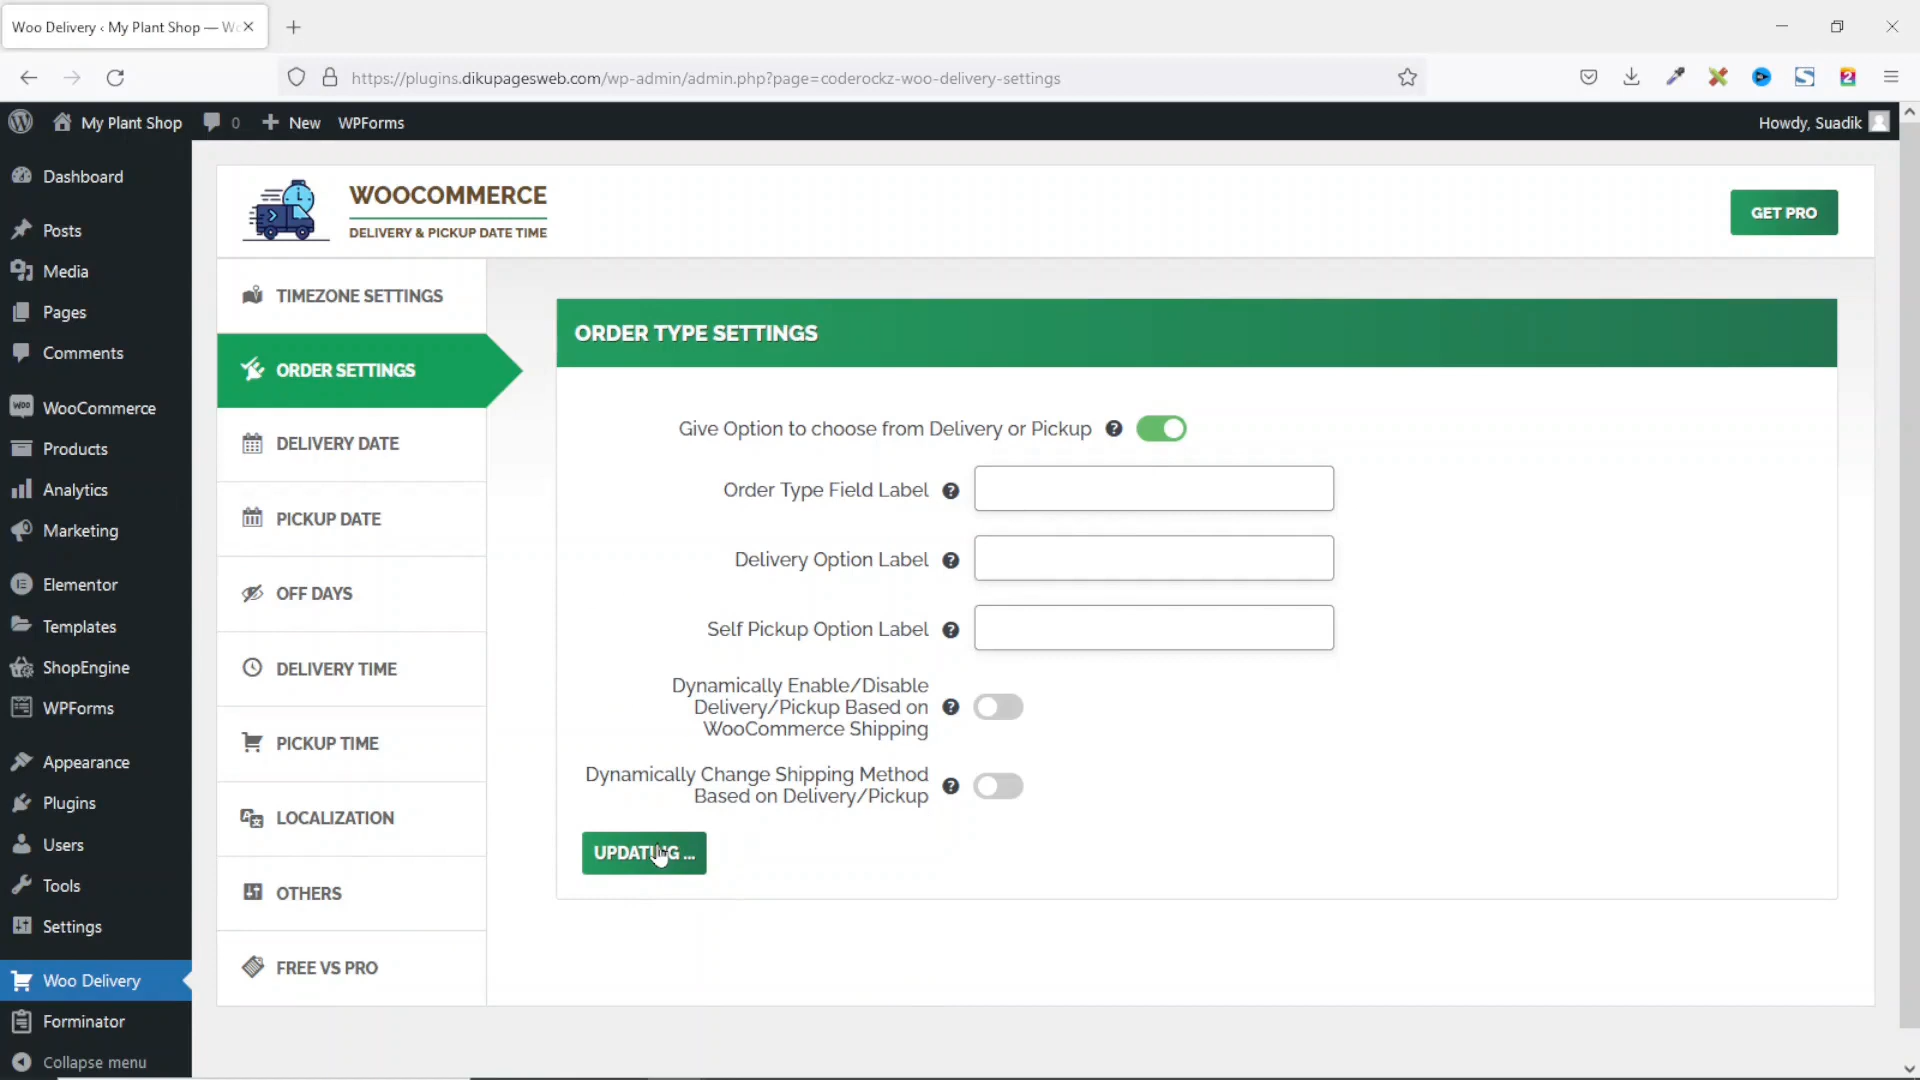 Woo Delivery ‹ My Plant Shop — Wo
https://plugins.dikupagesweb.com/wp-admin/admin.php?page=coderockz-woo-delivery-settings
2
My Plant Shop
0
New
WPForms
Howdy, Suadik
Dashboard
Posts
Media
Pages
Comments
WooCommerce
Products
Analytics
Marketing
Elementor
Templates
ShopEngine
WPForms
Appearance
Plugins
Users
Tools
Settings
Woo Delivery
Forminator
Collapse menu
WOOCOMMERCE
DELIVERY & PICKUP DATE TIME
GET PRO
TIMEZONE SETTINGS
ORDER SETTINGS
DELIVERY DATE
PICKUP DATE
OFF DAYS
DELIVERY TIME
PICKUP TIME
LOCALIZATION
OTHERS
FREE VS PRO
ORDER TYPE SETTINGS
Give Option to choose from Delivery or Pickup
Order Type Field Label
Delivery Option Label
Self Pickup Option Label
Dynamically Enable/Disable
Delivery/Pickup Based on
WooCommerce Shipping
Dynamically Change Shipping Method
Based on Delivery/Pickup
UPDATING ...